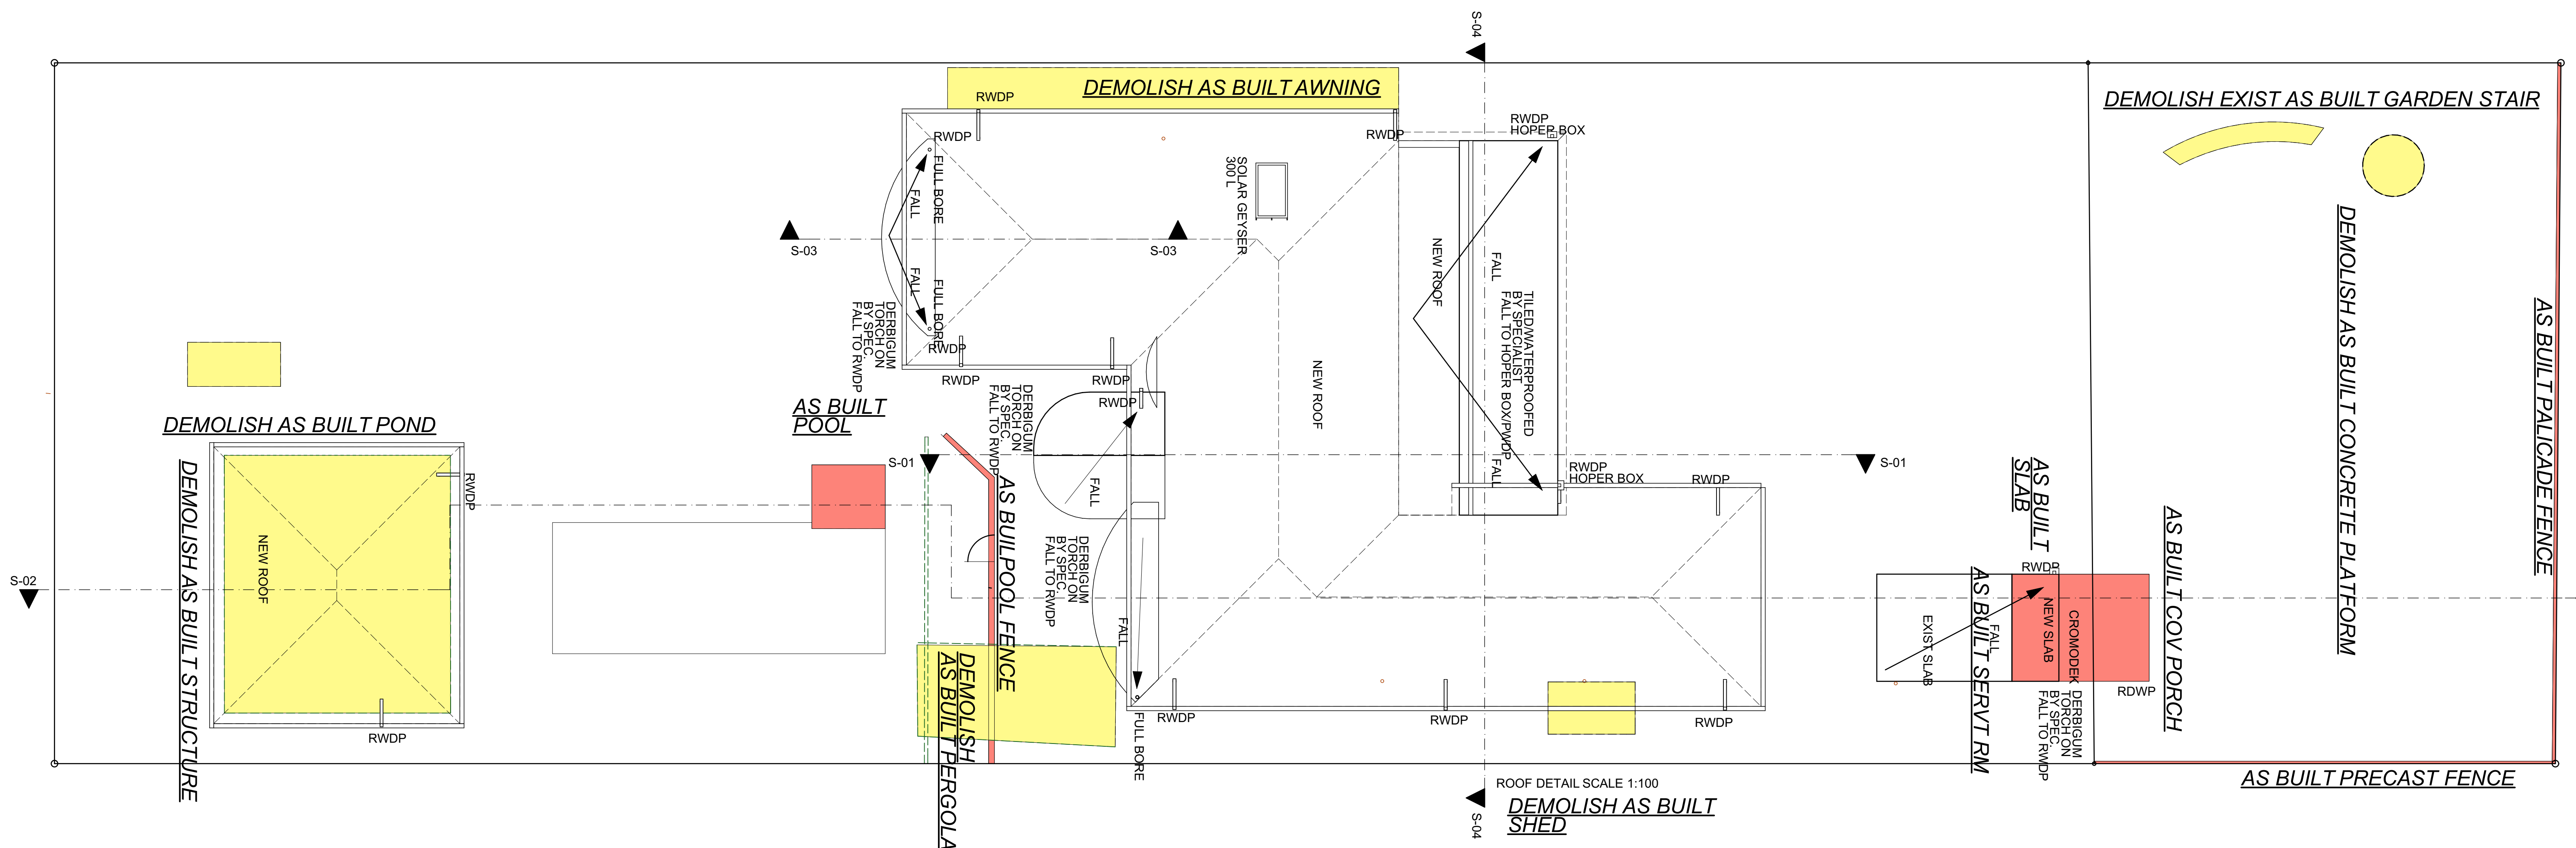 S-04
DEMOLISH AS BUILT AWNING
RWDP
RWDP
RWDP
RWDP
HOPER BOX
DEMOLISH EXIST AS BUILT GARDEN STAIR
FULL BORE
FALL
SOLAR GEYSER
300 L
S-03
S-03
FALL
FULL BORE
NEW ROOF
FALL
TILED/WATERPROOFED
BY SPECIALIST
FALL TO HOPER BOX/PWDP
FALL
DERBIGUM
TORCH ON
BY SPEC.
FALL TO RWDP
RWDP
RWDP
RWDP
RWDP
NEW ROOF
DEMOLISH AS BUILT CONCRETE PLATFORM
AS BUILT PALICADE FENCE
DEMOLISH AS BUILT POND
AS BUILT
POOL
DERBIGUM
TORCH ON
BY SPEC.
FALL TO RWDP
S-01
S-01
RWDP
HOPER BOX
RWDP
FALL
AS BUILT
SLAB
RWDP
DEMOLISH AS BUILT STRUCTURE
NEW ROOF
S-02
AS BUILPOOL FENCE
DERBIGUM
TORCH ON
BY SPEC.
FALL TO RWDP
FALL
RWDP
AS BUILT SERVT RM
EXIST SLAB
FALL
NEW SLAB
CROMODEK
AS BUILT COV PORCH
RDWP
DERBIGUM
TORCH ON
BY SPEC.
FALL TO RWDP
DEMOLISH
AS BUILT PERGOLA
FULL BORE
RWDP
RWDP
RWDP
RWDP
ROOF DETAIL SCALE 1:100
DEMOLISH AS BUILT
SHED
S-04
AS BUILT PRECAST FENCE